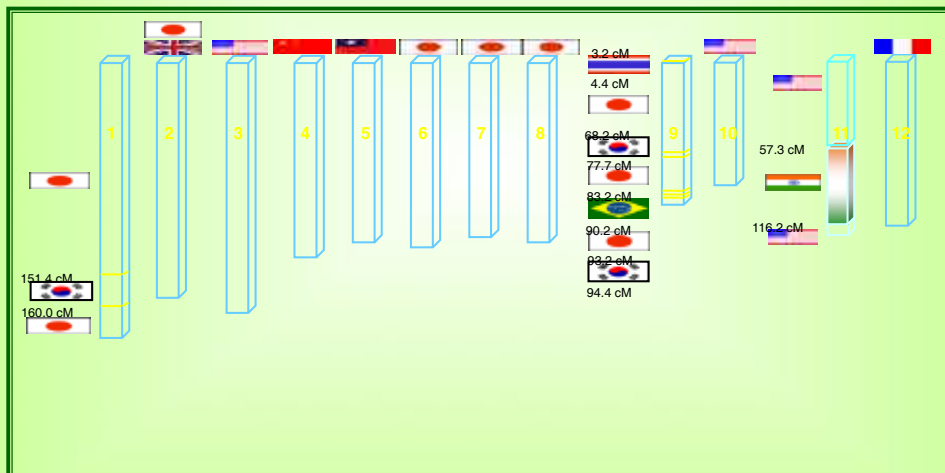 1
2
3
4
5
6
7
8
9
10
11
12
151.4 cM
160.0 cM
3.2 cM
4.4 cM
68.2 cM
77.7 cM
83.2 cM
90.2 cM
93.2 cM
94.4 cM
57.3 cM
116.2 cM